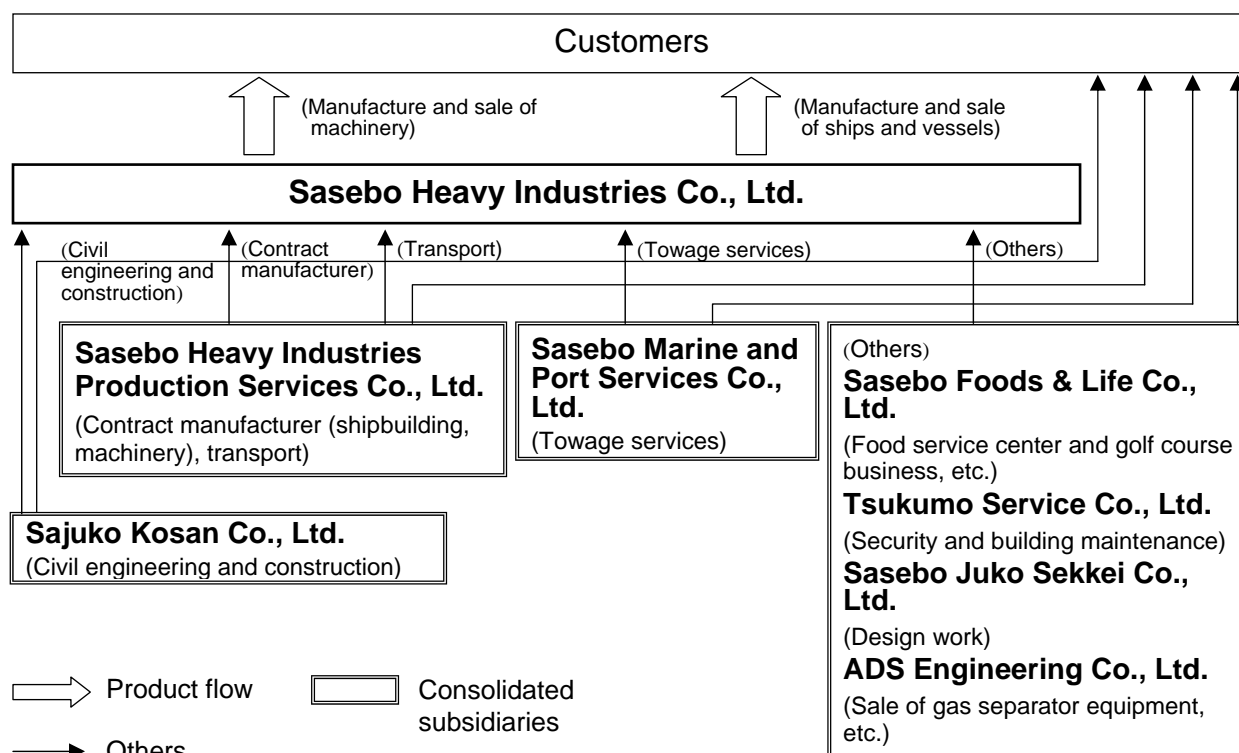 Customers
(Manufacture and sale of
machinery)
(Manufacture and sale
of ships and vessels)
Sasebo Heavy Industries Co., Ltd.
(Civil
engineering and
construction)
(Contract
manufacturer)
(Transport)
(Towage services)
(Others)
Sasebo Heavy Industries
Production Services Co., Ltd.
(Contract manufacturer (shipbuilding,
machinery), transport)
Sasebo Marine and
Port Services Co.,
Ltd.
(Towage services)
(Others)
Sasebo Foods & Life Co.,
Ltd.
(Food service center and golf course
business, etc.)
Tsukumo Service Co., Ltd.
(Security and building maintenance)
Sasebo Juko Sekkei Co.,
Ltd.
(Design work)
ADS Engineering Co., Ltd.
(Sale of gas separator equipment,
etc.)
Sajuko Kosan Co., Ltd.
(Civil engineering and construction)
Product flow
Consolidated
subsidiaries
Others